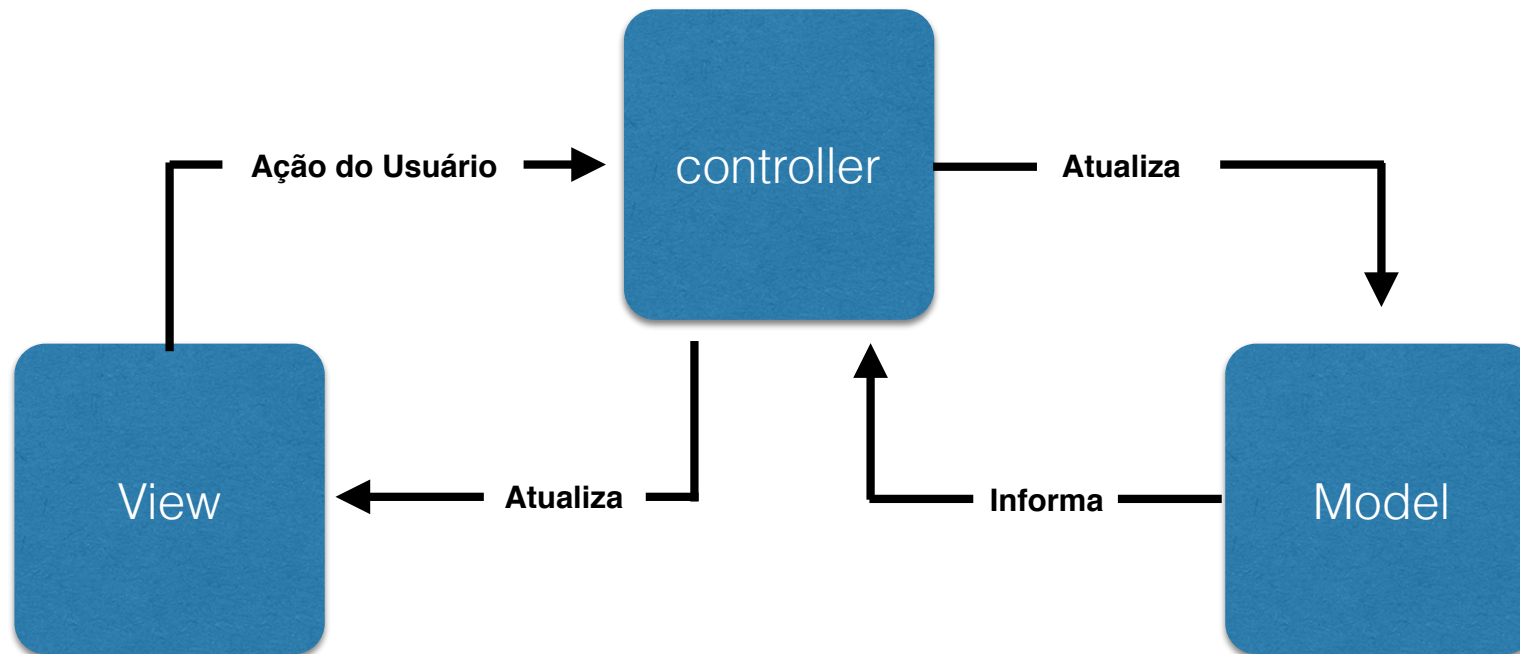 Ação do Usuário
controller
Atualiza
View
Atualiza
Informa
Model